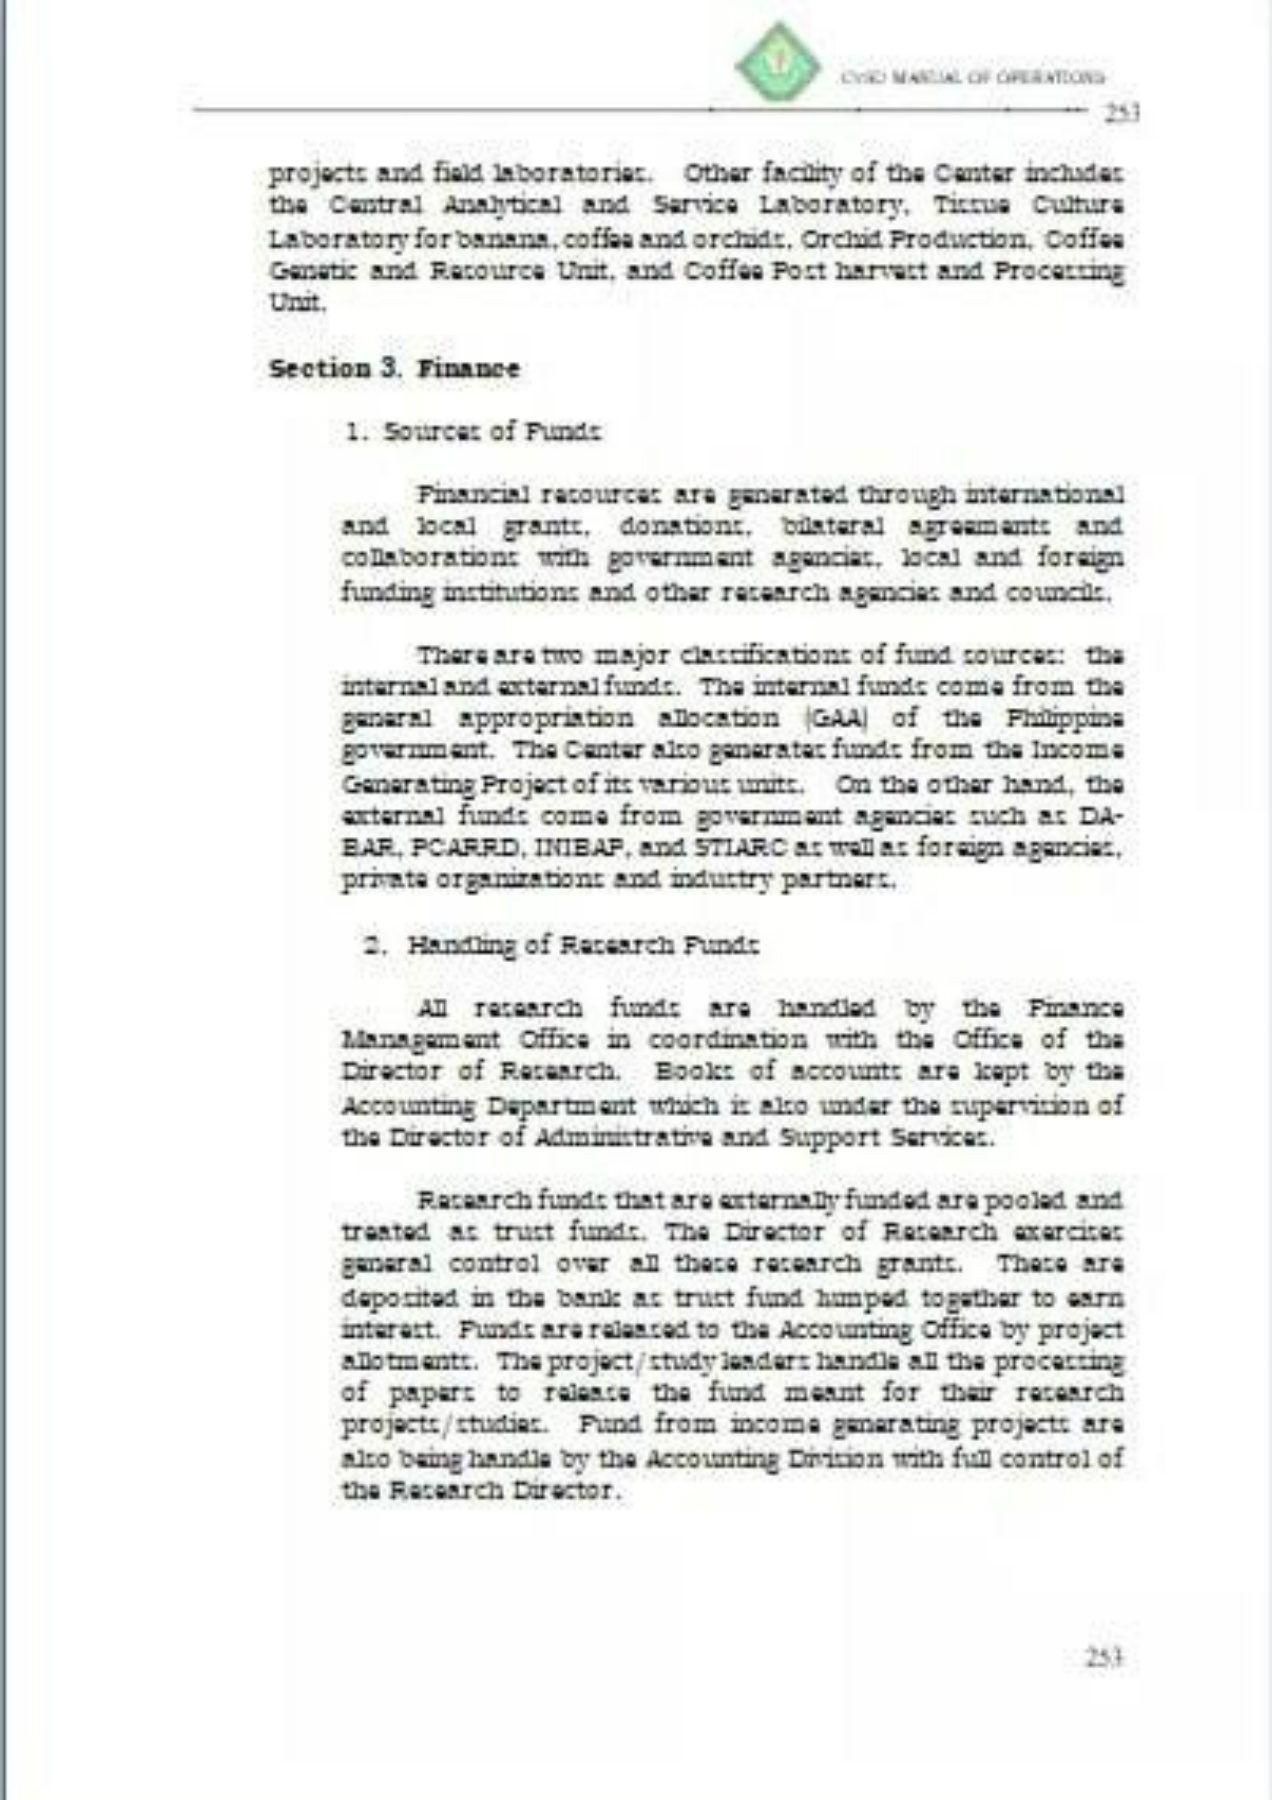 CvSU MANUAL OF OPERATIONS
253
projects and field laboratories. Other facility of the Center includes
the Central Analytical and Service Laboratory, Tissue Culture
Laboratory for banana, coffee and orchids, Orchid Production, Coffee
Genetic and Resource Unit, and Coffee Post harvest and Processing
Unit.
Section 3. Finance
1. Sources of Funds
Financial resources are generated through international
and local grants, donations, bilateral agreements and
collaborations with government agencies, local and foreign
funding institutions and other research agencies and councils.
There are two major classifications of fund sources: the
internal and external funds. The internal funds come from the
general appropriation allocation (GAA) of the Philippine
government. The Center also generates funds from the Income
Generating Project of its various units. On the other hand, the
external funds come from government agencies such as DA-
BAR, PCARRD, INIBAP, and STIARC as well as foreign agencies,
private organizations and industry partners.
2. Handling of Research Funds
All research funds are handled by the Finance
Management Office in coordination with the Office of the
Director of Research. Books of accounts are kept by the
Accounting Department which is also under the supervision of
the Director of Administrative and Support Services.
Research funds that are externally funded are pooled and
treated as trust funds. The Director of Research exercises
general control over all these research grants. These are
deposited in the bank as trust fund lumped together to earn
interest. Funds are released to the Accounting Office by project
allotments. The project/study leaders handle all the processing
of papers to release the fund meant for their research
projects/studies. Fund from income generating projects are
also being handle by the Accounting Division with full control of
the Research Director.
253